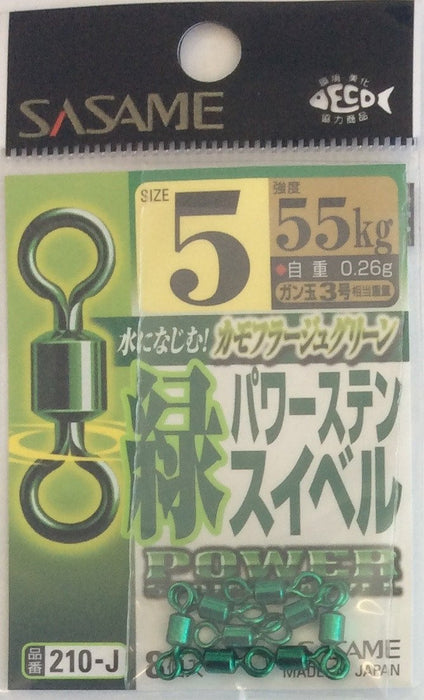 SASAME
環境 美化
ECO
協力商品
SIZE
5
強度
55kg
◆自重 0.26g
ガン玉3号相当重量
水になじむ! カモフラージュグリーン
緑 パワーステン
スイベル
POWER
品番 210-J
SASAME
MADE JAPAN